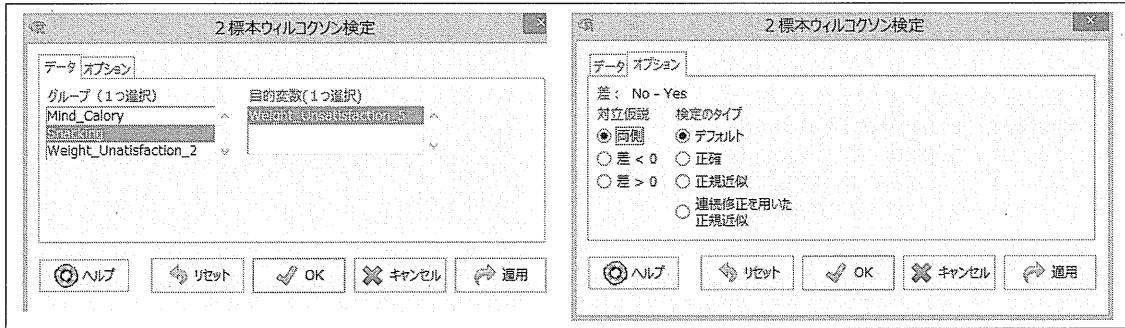 2標本ウィルコクソン検定
データ オプション
グループ(1つ選択) 目的変数(1つ選択)
Mind_Calory Weight_Unsatisfaction_5
Snacking
Weight_Unatisfaction_2
ヘルプ リセット OK キャンセル 適用
2標本ウィルコクソン検定
データ オプション
差: No - Yes
対立仮説 検定のタイプ
両側 デフォルト
差 < 0 正確
差 > 0 正規近似
連続修正を用いた
正規近似
ヘルプ リセット OK キャンセル 適用